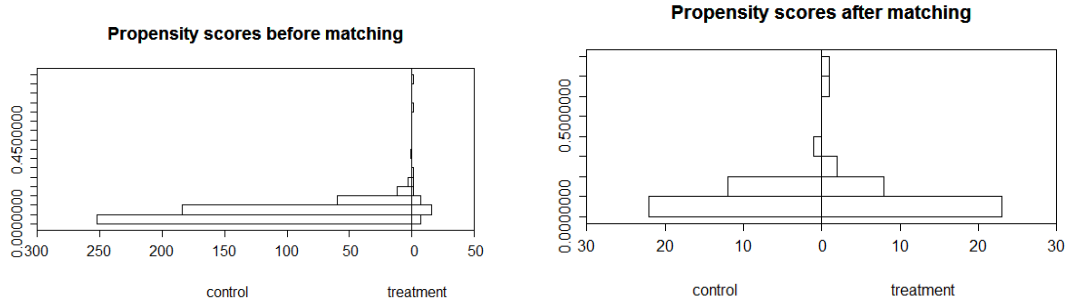 Propensity scores before matching
0.4500000
0.0000000
300 250 200 150 100 50 0 50
control treatment
Propensity scores after matching
0.5000000
0.0000000
30 20 10 0 10 20 30
control treatment